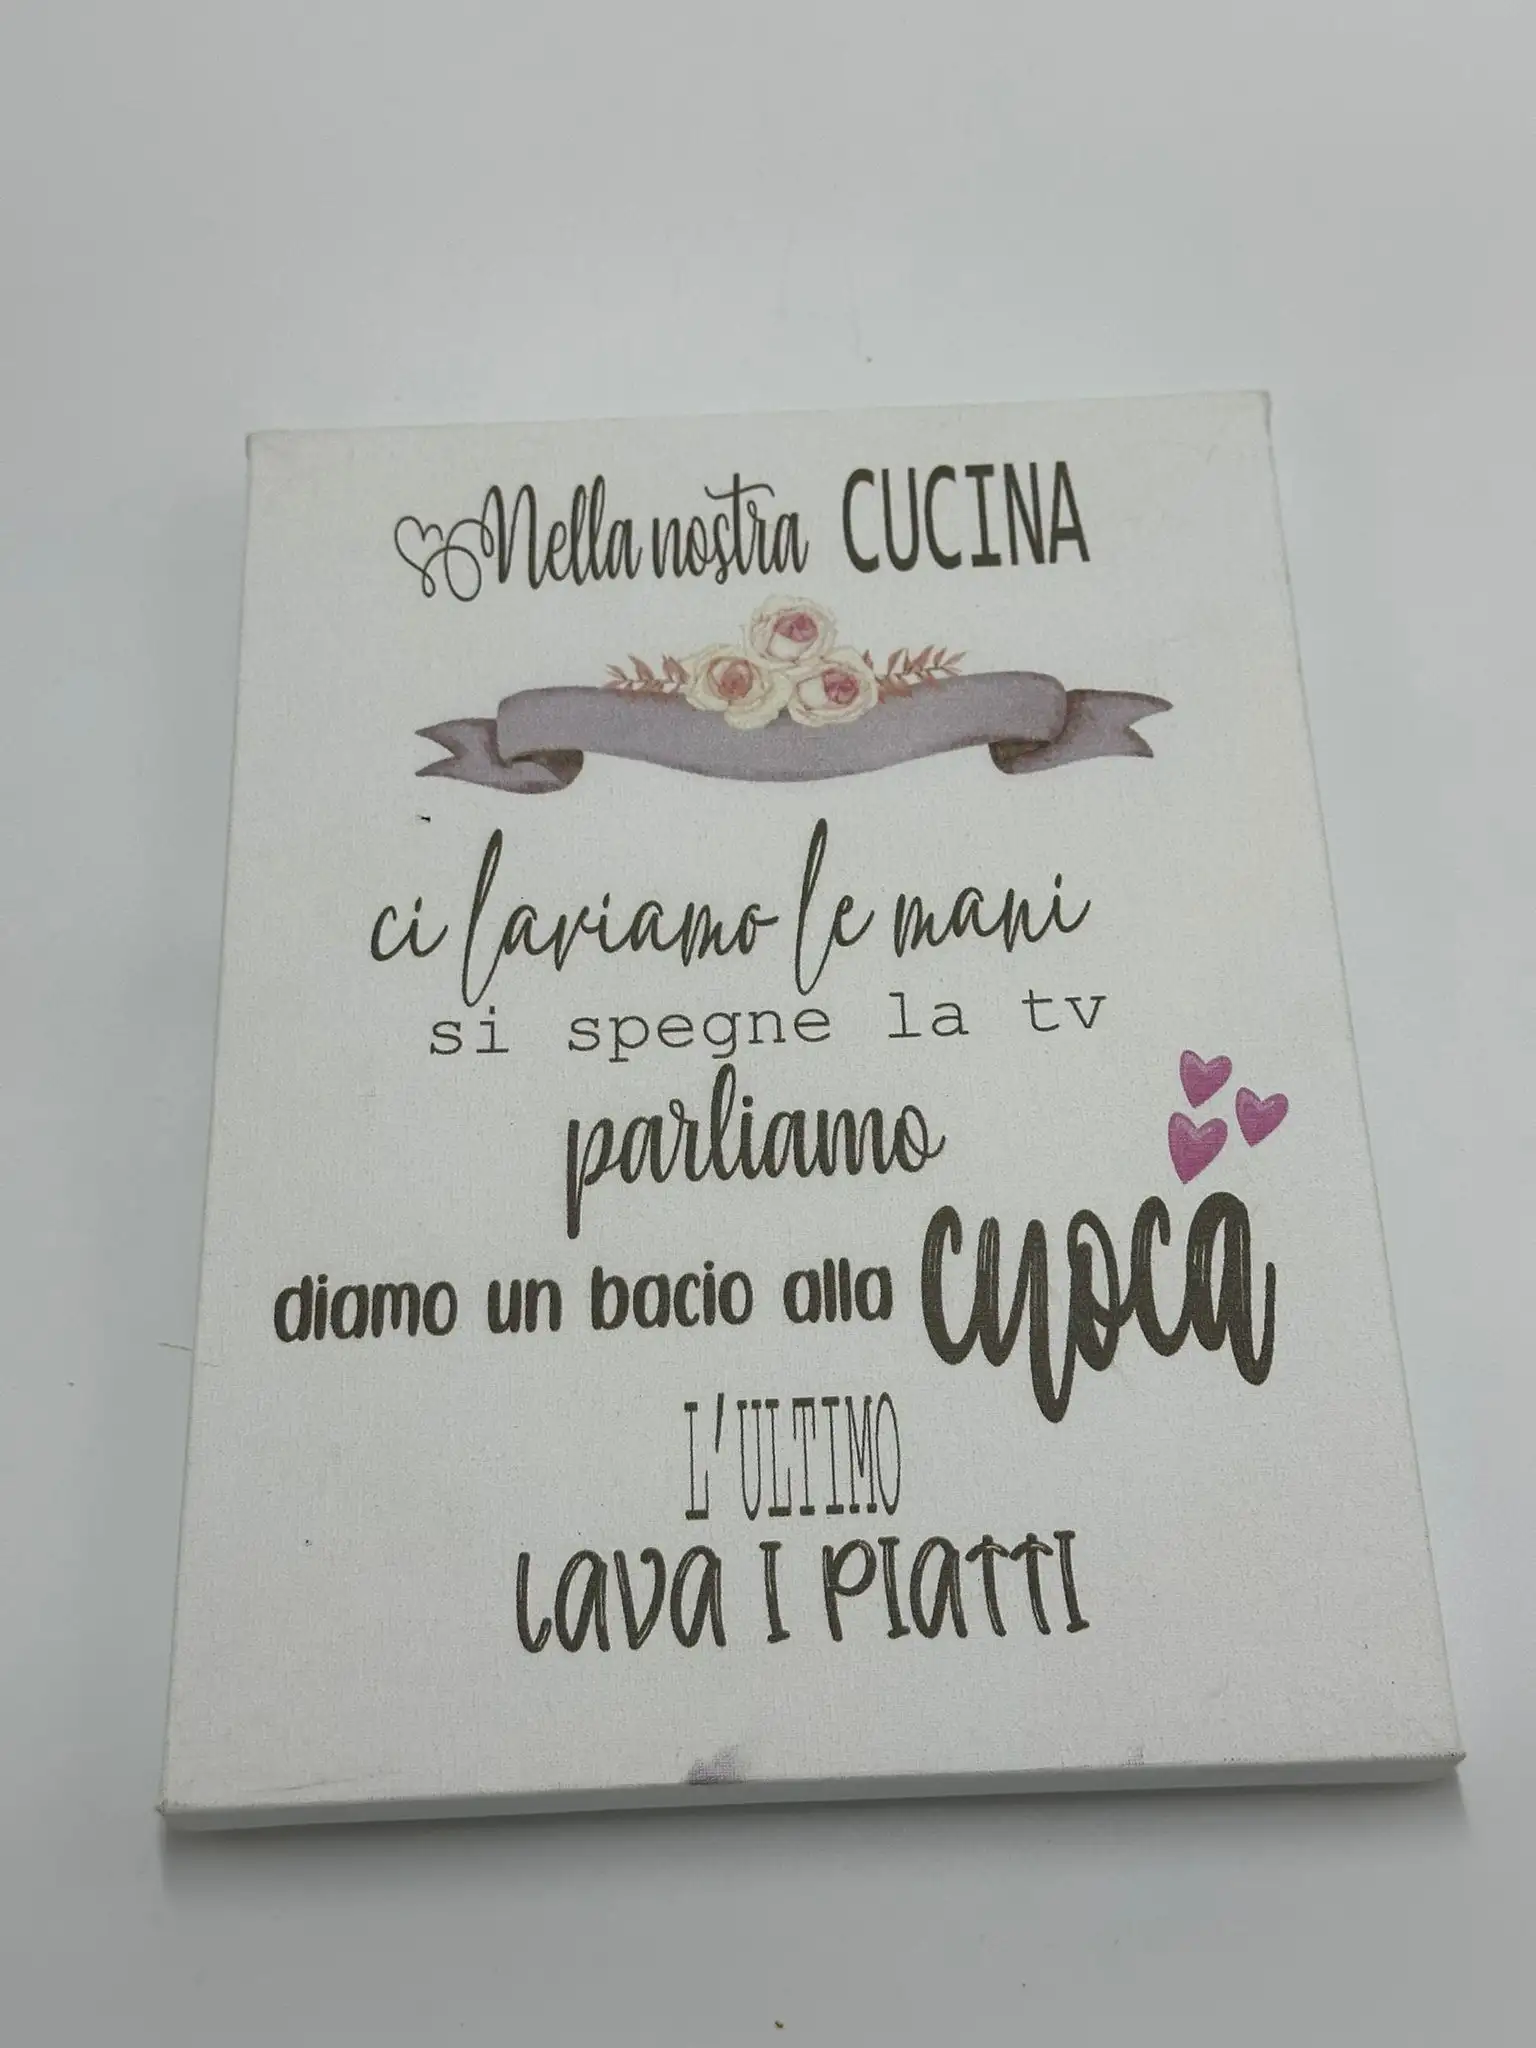 Nella nostra CUCINA
ci laviamo le mani
si spegne la tv
parliamo
diamo un bacio alla cuoca
L'ULTIMO
LAVA I PIATTI